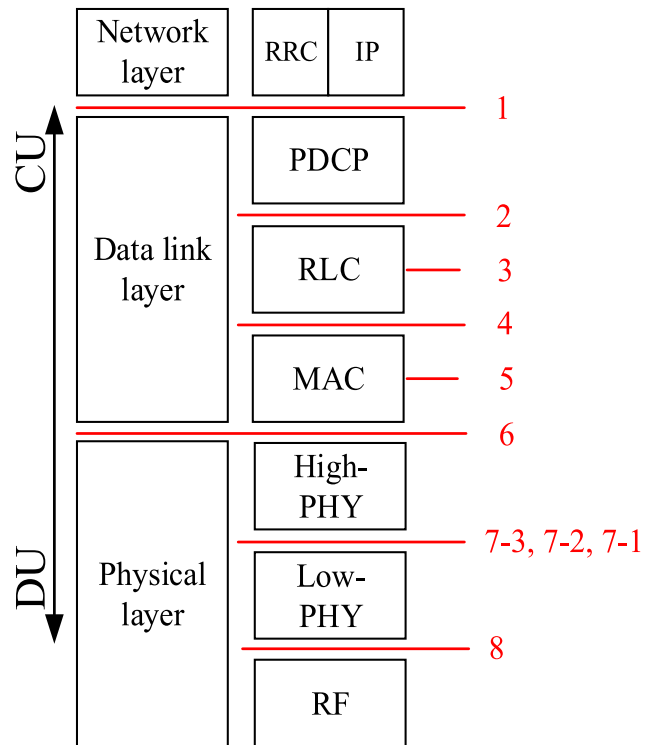 Network
layer
RRC
IP
1
CU
PDCP
2
Data link
layer
RLC
3
4
MAC
5
6
High-
PHY
7-3, 7-2, 7-1
DU
Physical
layer
Low-
PHY
8
RF